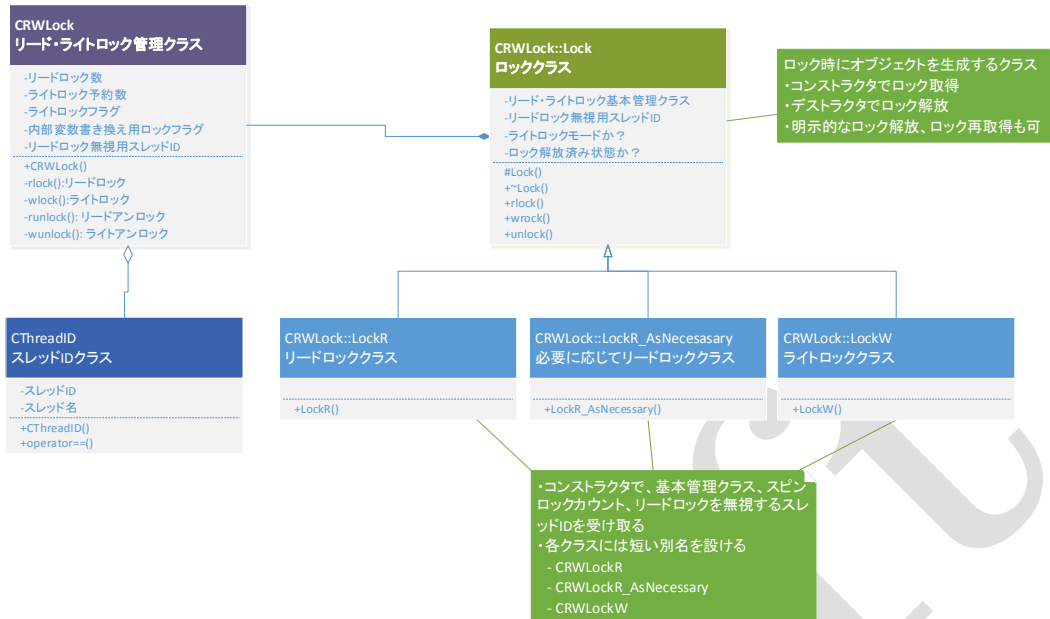 CRWLock
リード・ライトロック管理クラス
-リードロック数
-ライトロック予約数
-ライトロックフラグ
-内部変数書き換え用ロックフラグ
-リードロック無視用スレッドID
+CRWLock()
-rlock():リードロック
-wlock():ライトロック
-runlock(): リードアンロック
-wunlock(): ライトアンロック
CRWLock::Lock
ロッククラス
-リード・ライトロック基本管理クラス
-リードロック無視用スレッドID
-ライトロックモードか？
-ロック解放済み状態か？
#Lock()
+~Lock()
+rlock()
+wrock()
+unlock()
ロック時にオブジェクトを生成するクラス
・コンストラクタでロック取得
・デストラクタでロック解放
・明示的なロック解放、ロック再取得も可
CThreadID
スレッドIDクラス
-スレッドID
-スレッド名
+CThreadID()
+operator==()
CRWLock::LockR
リードロッククラス
+LockR()
CRWLock::LockR_AsNecesasary
必要に応じてリードロッククラス
+LockR_AsNecessary()
CRWLock::LockW
ライトロッククラス
+LockW()
・コンストラクタで、基本管理クラス、スピン
ロックカウント、リードロックを無視するスレ
ッドIDを受け取る
・各クラスには短い別名を設ける
- CRWLockR
- CRWLockR_AsNecessary
- CRWLockW